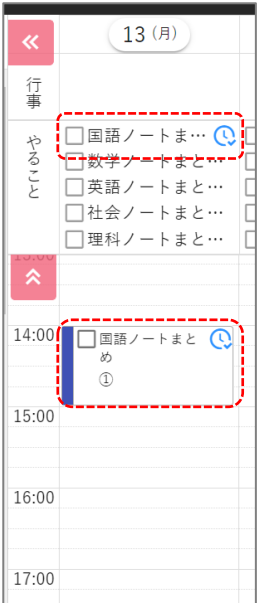 13 (月)
行事
やること
国語ノートま…
数学ノートまと…
英語ノートまと…
社会ノートまと…
理科ノートまと…
13:00
14:00
国語ノートまと
め
①
15:00
16:00
17:00